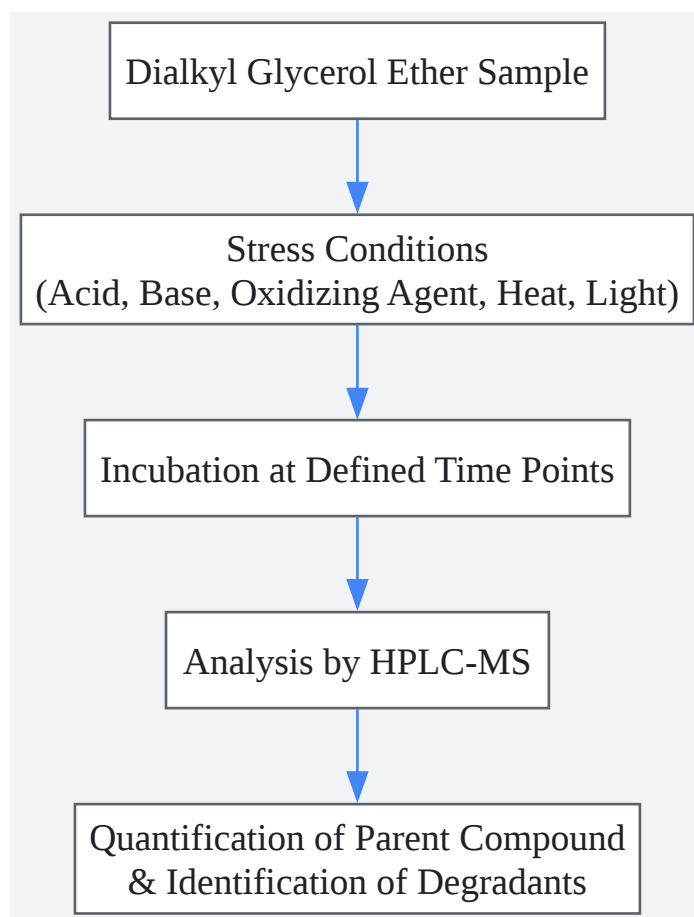 Dialkyl Glycerol Ether Sample
Stress Conditions
(Acid, Base, Oxidizing Agent, Heat, Light)
Incubation at Defined Time Points
Analysis by HPLC-MS
Quantification of Parent Compound
& Identification of Degradants